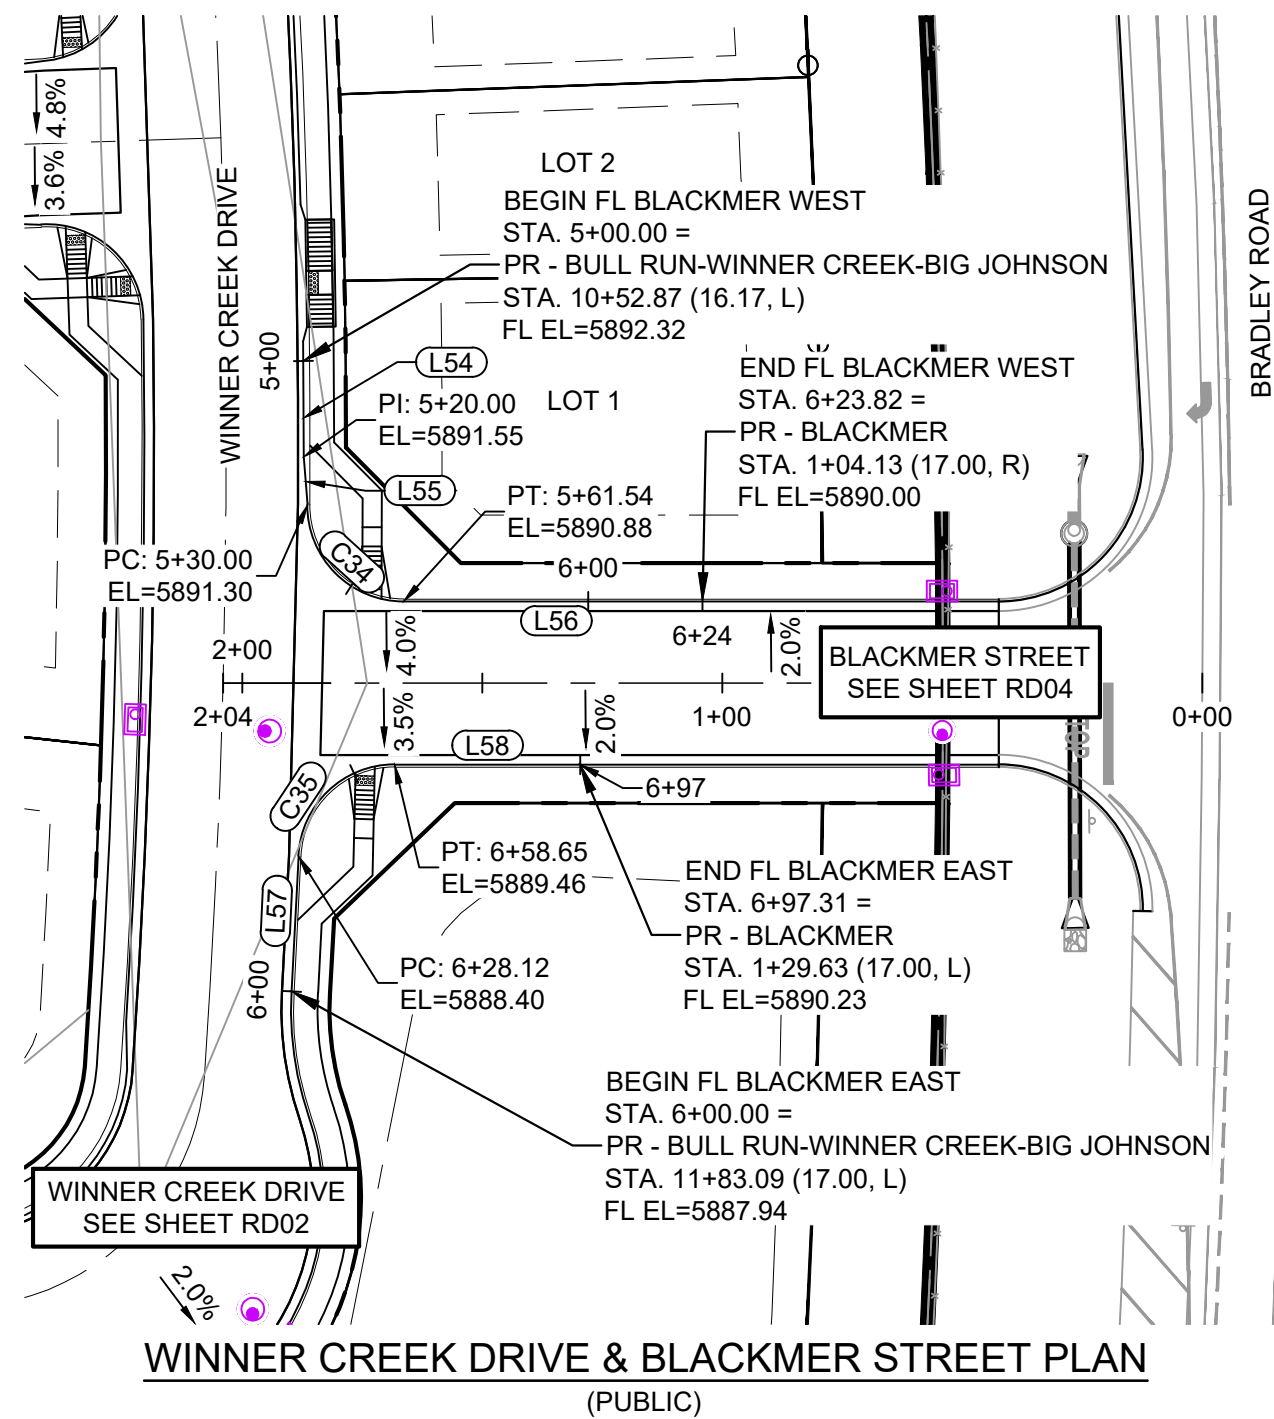 4.8%
3.6%
WINNER CREEK DRIVE
5+00
LOT 2
BEGIN FL BLACKMER WEST
STA. 5+00.00 =
PR - BULL RUN-WINNER CREEK-BIG JOHNSON
STA. 10+52.87 (16.17, L)
FL EL=5892.32
BRADLEY ROAD
L54
END FL BLACKMER WEST
STA. 6+23.82 =
PR - BLACKMER
STA. 1+04.13 (17.00, R)
FL EL=5890.00
PI: 5+20.00
EL=5891.55
LOT 1
L55
PT: 5+61.54
EL=5890.88
PC: 5+30.00
EL=5891.30
C34
6+00
L56
6+24
4.0%
2.0%
BLACKMER STREET
SEE SHEET RD04
2+00
2+04
3.5%
2.0%
1+00
0+00
L58
C35
6+97
PT: 6+58.65
EL=5889.46
END FL BLACKMER EAST
STA. 6+97.31 =
PR - BLACKMER
STA. 1+29.63 (17.00, L)
FL EL=5890.23
L57
PC: 6+28.12
EL=5888.40
6+00
BEGIN FL BLACKMER EAST
STA. 6+00.00 =
PR - BULL RUN-WINNER CREEK-BIG JOHNSON
STA. 11+83.09 (17.00, L)
FL EL=5887.94
WINNER CREEK DRIVE
SEE SHEET RD02
2.0%
WINNER CREEK DRIVE & BLACKMER STREET PLAN
(PUBLIC)